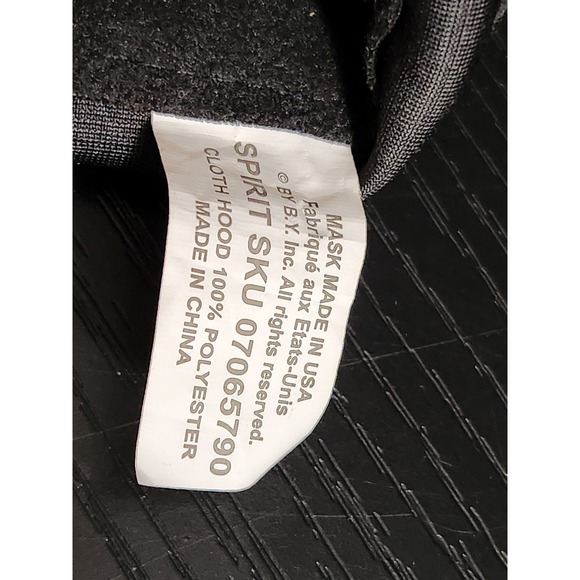 MASK MADE IN USA
Fabriqué aux Etats-Unis
© BY B.Y. Inc. All rights reserved.
SPIRIT SKU 07065790
CLOTH HOOD 100% POLYESTER
MADE IN CHINA